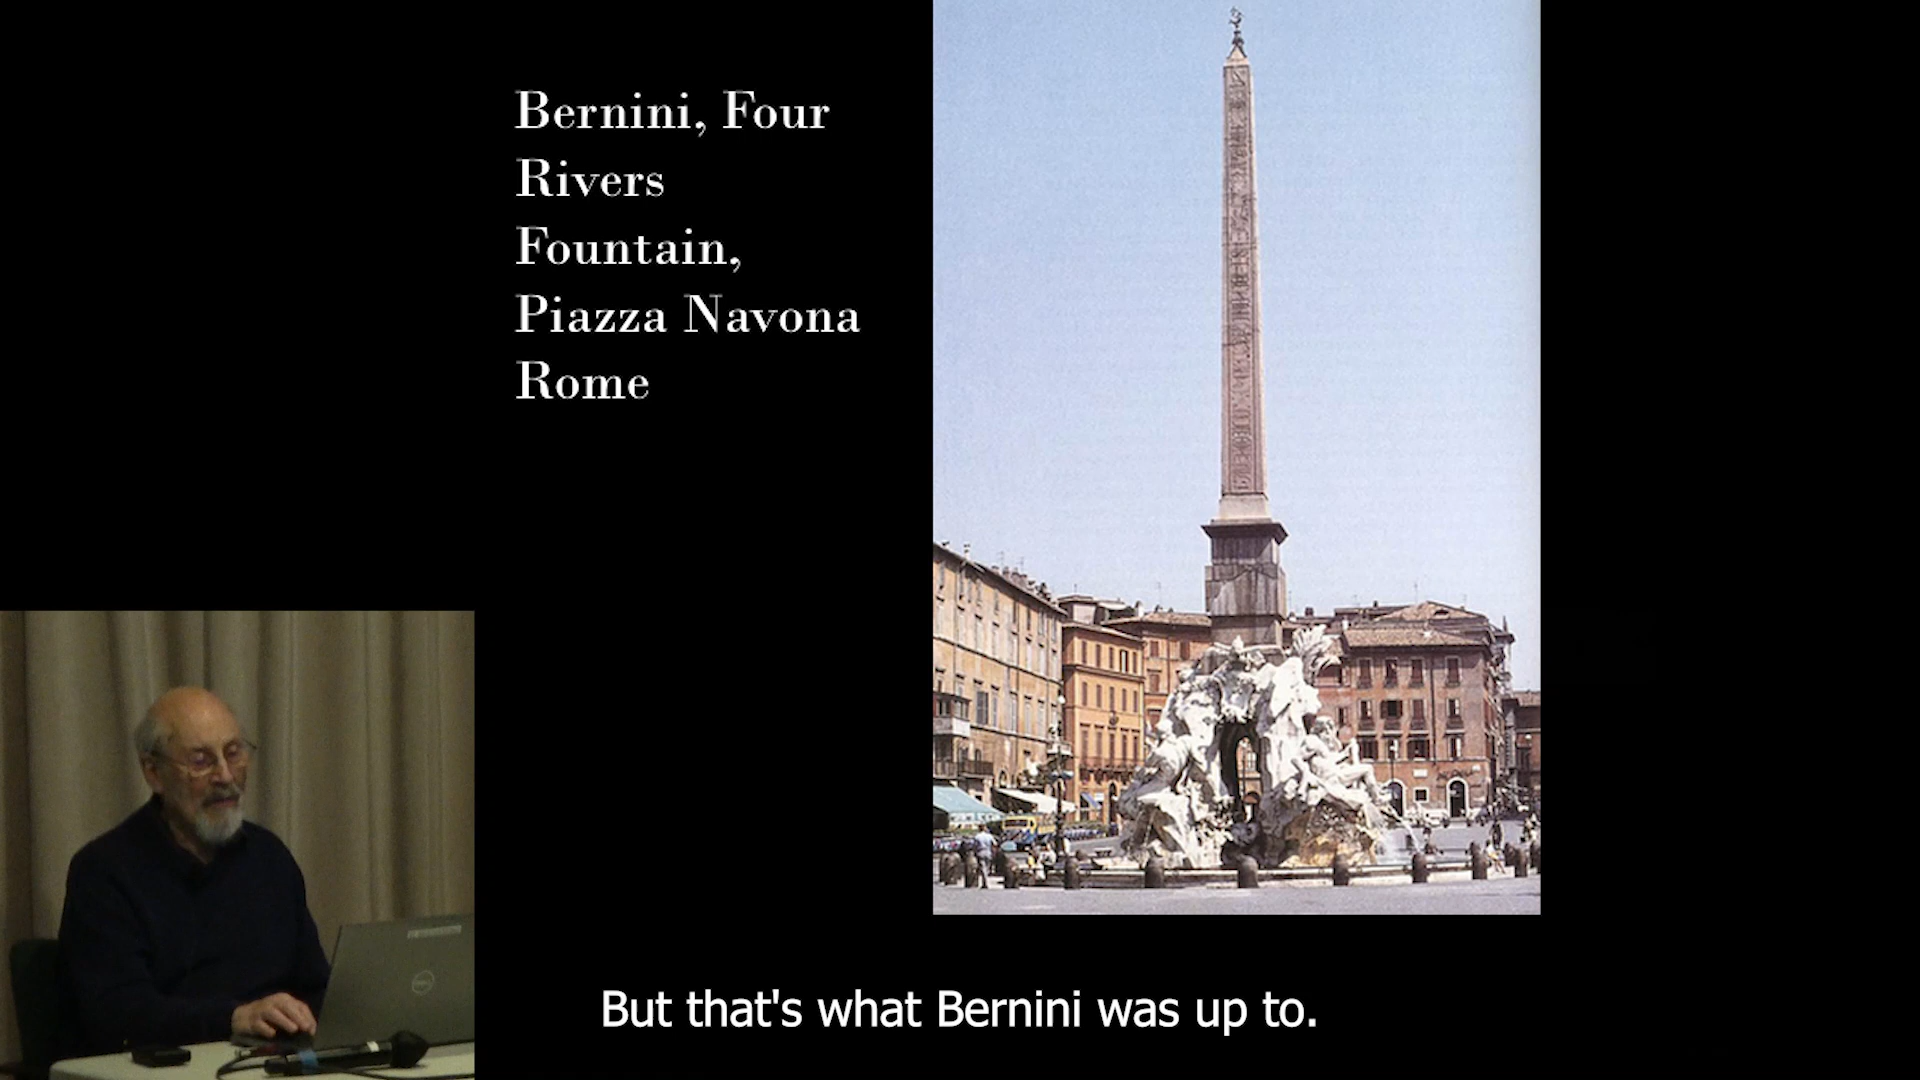 Bernini, Four
Rivers
Fountain,
Piazza Navona
Rome
But that's what Bernini was up to.